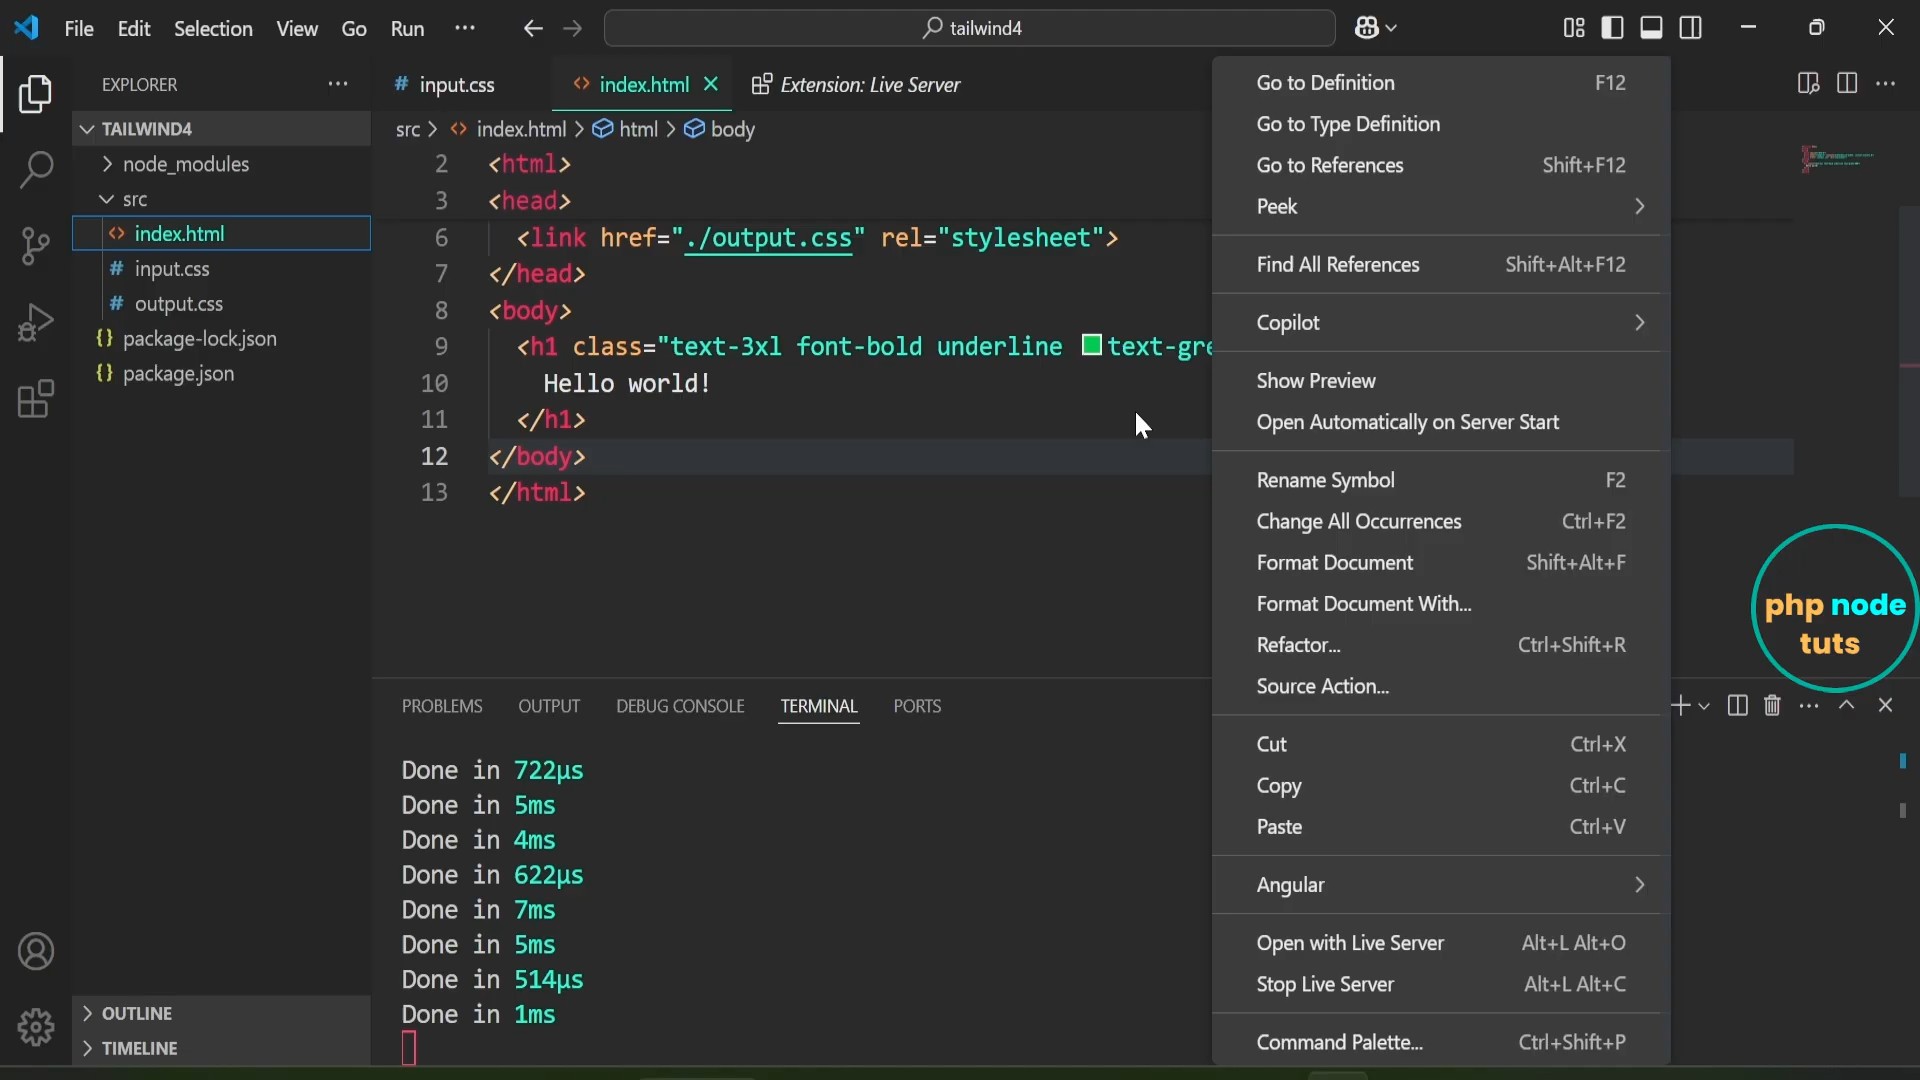 File Edit Selection View Go Run ···
tailwind4
EXPLORER
TAILWIND4
node_modules
src
index.html
input.css
output.css
package-lock.json
package.json
OUTLINE
TIMELINE
input.css
index.html
Extension: Live Server
src > index.html > html > body
2 <html>
3 <head>
6 <link href="./output.css" rel="stylesheet">
7 </head>
8 <body>
9 <h1 class="text-3xl font-bold underline text-gre
10 Hello world!
11 </h1>
12 </body>
13 </html>
PROBLEMS OUTPUT DEBUG CONSOLE TERMINAL PORTS
Done in 722µs
Done in 5ms
Done in 4ms
Done in 622µs
Done in 7ms
Done in 5ms
Done in 514µs
Done in 1ms
Go to Definition F12
Go to Type Definition
Go to References Shift+F12
Peek
Find All References Shift+Alt+F12
Copilot
Show Preview
Open Automatically on Server Start
Rename Symbol F2
Change All Occurrences Ctrl+F2
Format Document Shift+Alt+F
Format Document With...
Refactor... Ctrl+Shift+R
Source Action...
Cut Ctrl+X
Copy Ctrl+C
Paste Ctrl+V
Angular
Open with Live Server Alt+L Alt+O
Stop Live Server Alt+L Alt+C
Command Palette... Ctrl+Shift+P
php node
tuts